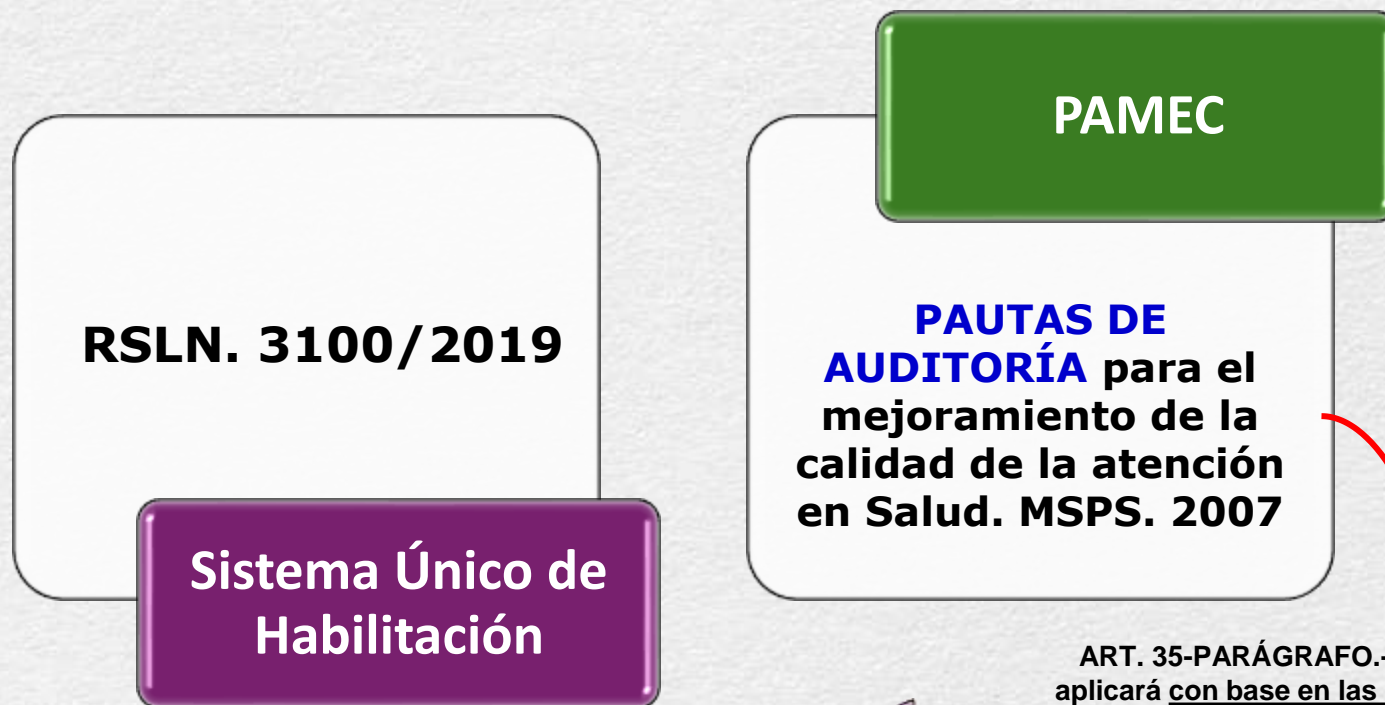 RSLN. 3100/2019
Sistema Único de
Habilitación
PAMEC
PAUTAS DE
AUDITORÍA para el
mejoramiento de la
calidad de la atención
en Salud. MSPS. 2007
ART. 35-PARÁGRAFO.-
aplicará con base en las